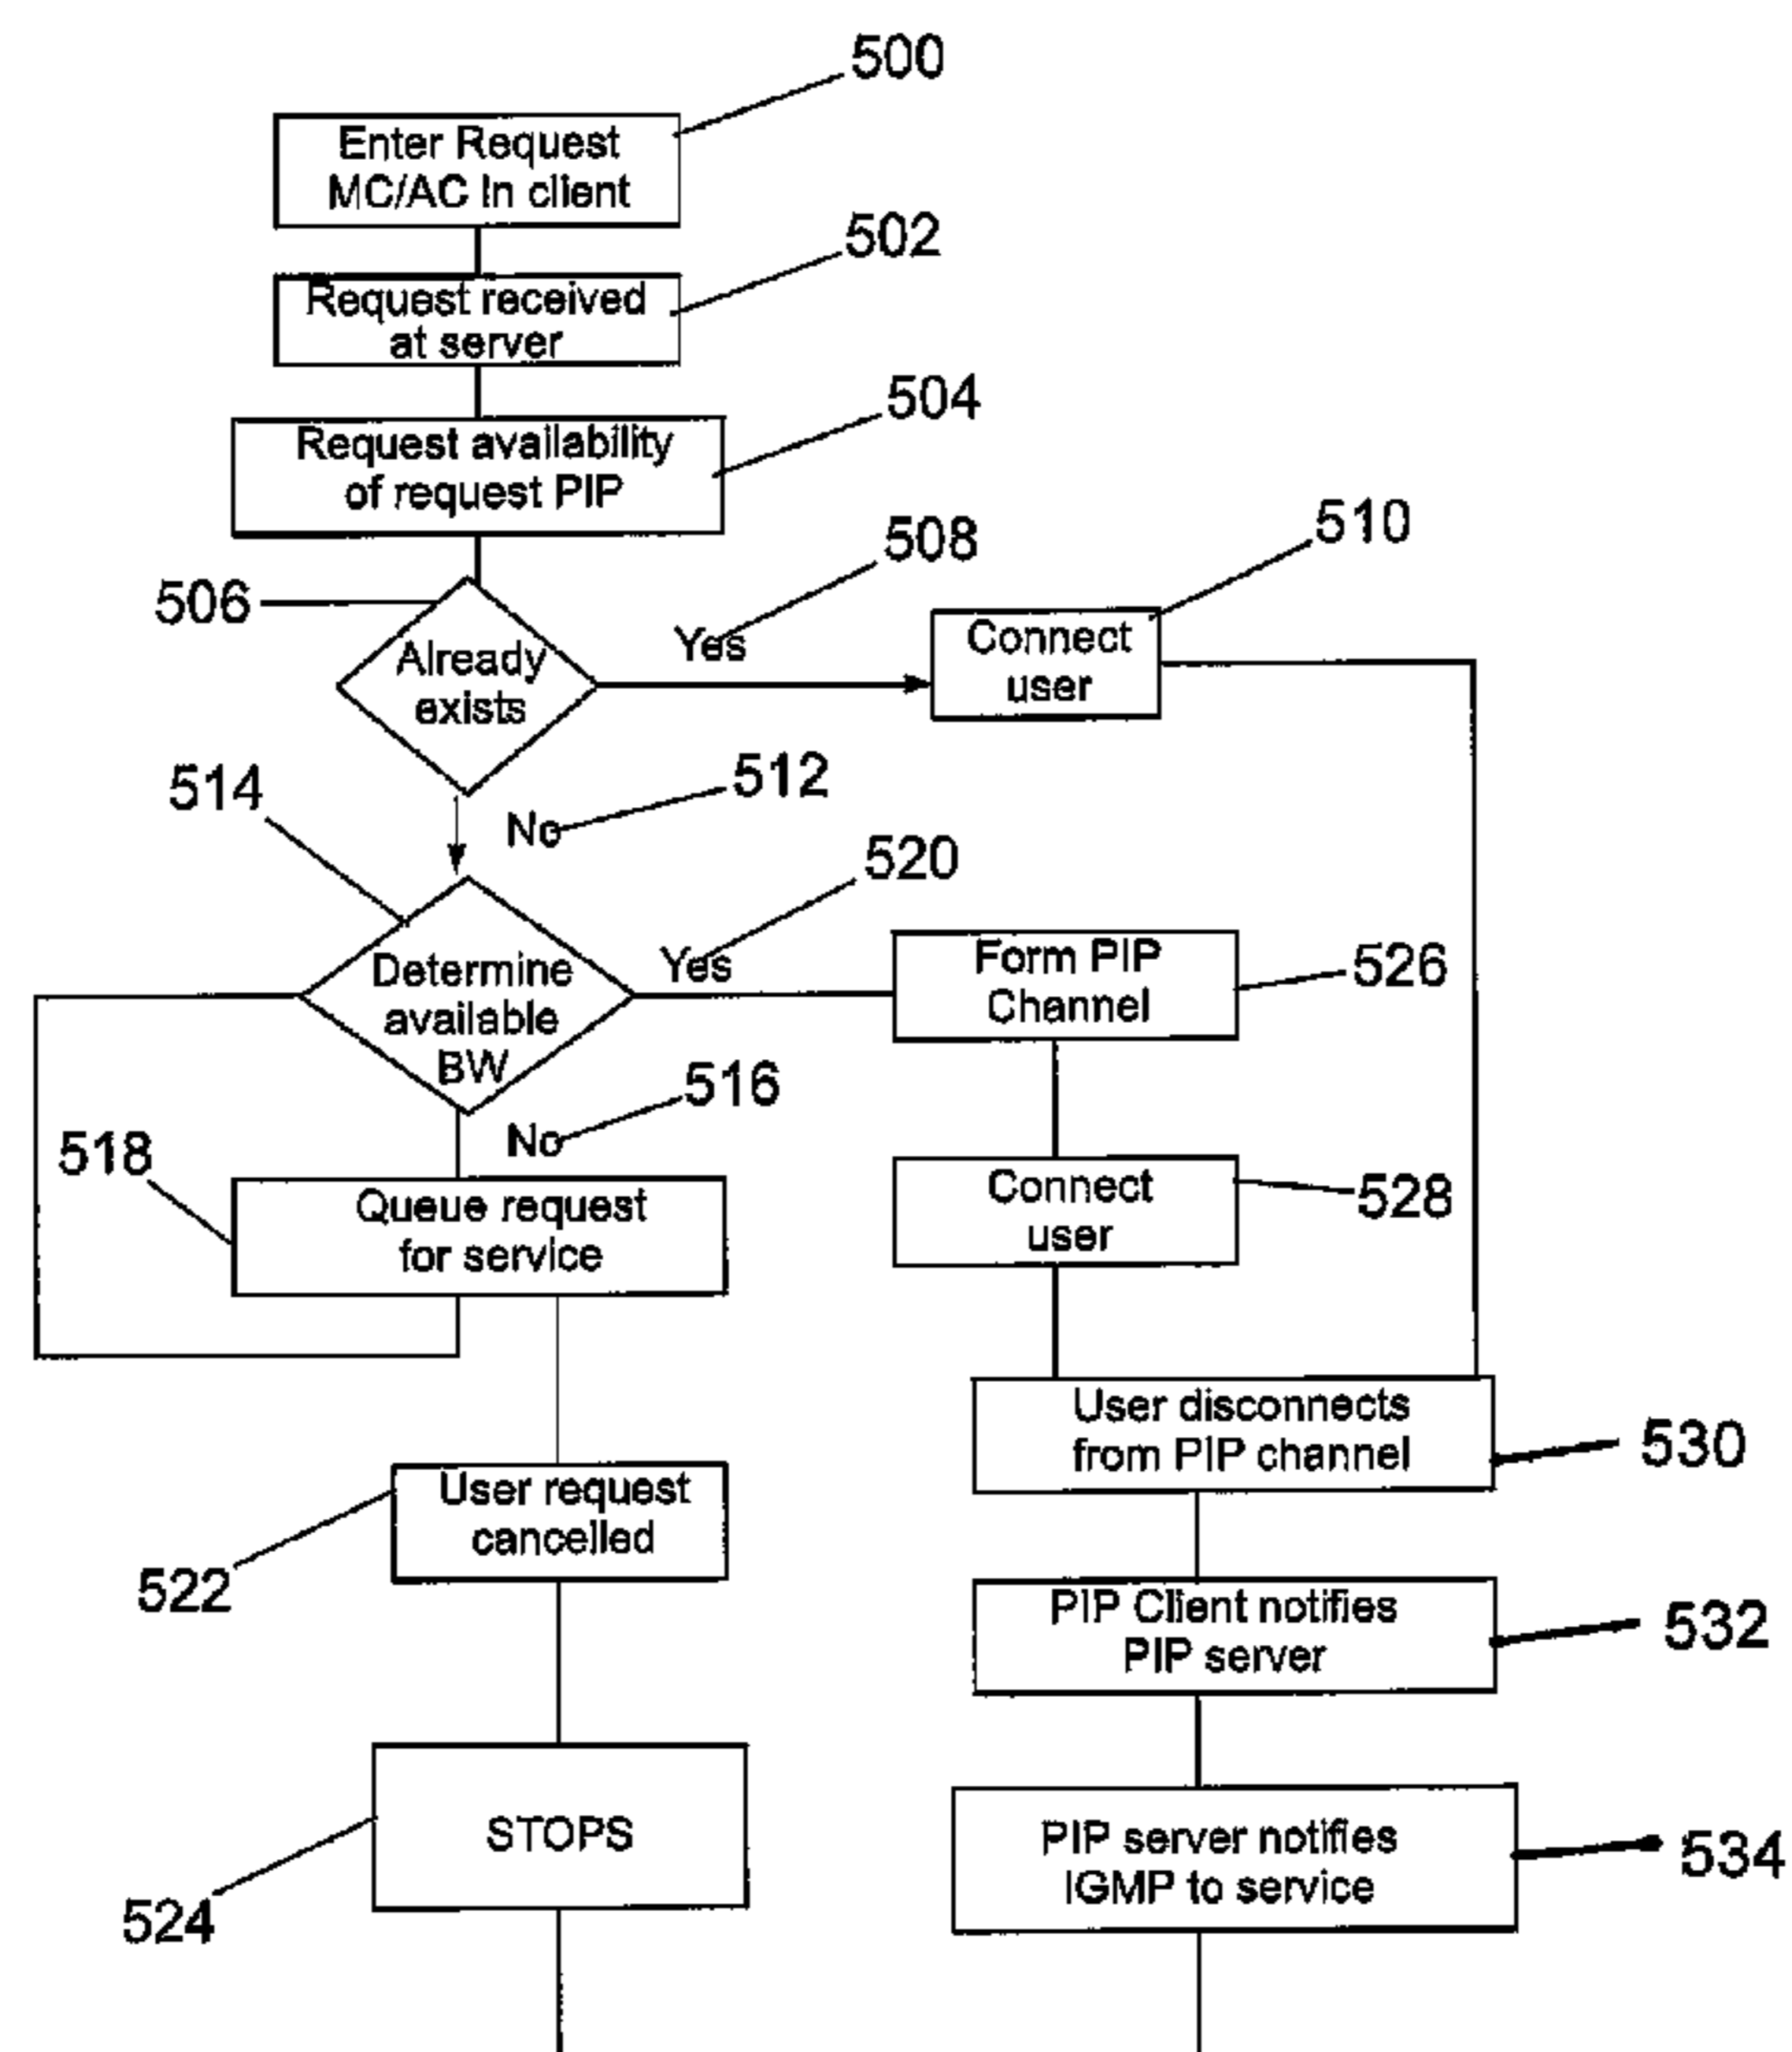 500
Enter Request
MC/AC In client
502
Request received
at server
504
Request availability
of request PIP
506
Already
exists
508
Yes
510
Connect
user
512
No
514
Determine
available
BW
520
Yes
526
Form PIP
Channel
516
No
518
Queue request
for service
528
Connect
user
530
User disconnects
from PIP channel
522
User request
cancelled
532
PIP Client notifies
PIP server
524
STOPS
534
PIP server notifies
IGMP to service